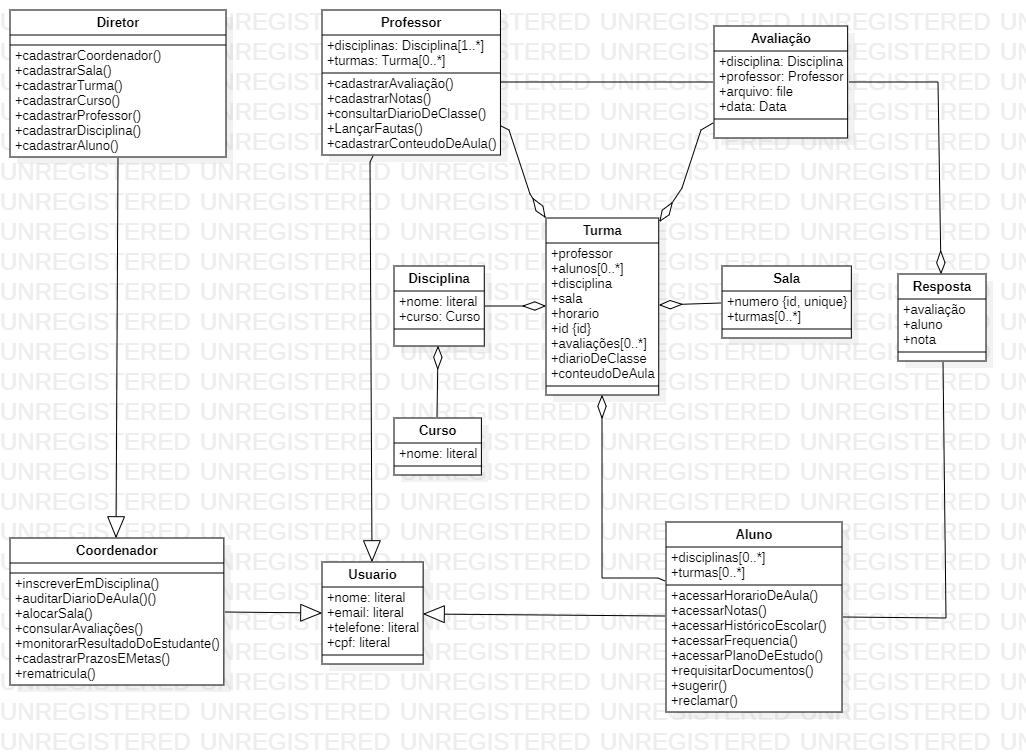 Diretor
+cadastrarCoordenador()
+cadastrarSala()
+cadastrarTurma()
+cadastrarCurso()
+cadastrarProfessor()
+cadastrarDisciplina()
+cadastrarAluno()
Professor
+disciplinas: Disciplina[1..*]
+turmas: Turma[0..*]
+cadastrarAvaliação()
+cadastrarNotas()
+consultarDiarioDeClasse()
+LançarFautas()
+cadastrarConteudoDeAula()
Avaliação
+disciplina: Disciplina
+professor: Professor
+arquivo: file
+data: Data
Turma
+professor
+alunos[0..*]
+disciplina
+sala
+horario
+id {id}
+avaliações[0..*]
+diarioDeClasse
+conteudoDeAula
Disciplina
+nome: literal
+curso: Curso
Sala
+numero {id, unique}
+turmas[0..*]
Resposta
+avaliação
+aluno
+nota
Curso
+nome: literal
Coordenador
+inscreverEmDisciplina()
+auditarDiarioDeAula()()
+alocarSala()
+consularAvaliações()
+monitorarResultadoDoEstudante()
+cadastrarPrazosEMetas()
+rematricula()
Usuario
+nome: literal
+email: literal
+telefone: literal
+cpf: literal
Aluno
+disciplinas[0..*]
+turmas[0..*]
+acessarHorarioDeAula()
+acessarNotas()
+acessarHistóricoEscolar()
+acessarFrequencia()
+acessarPlanoDeEstudo()
+requisitarDocumentos()
+sugerir()
+reclamar()
UNREGISTERED